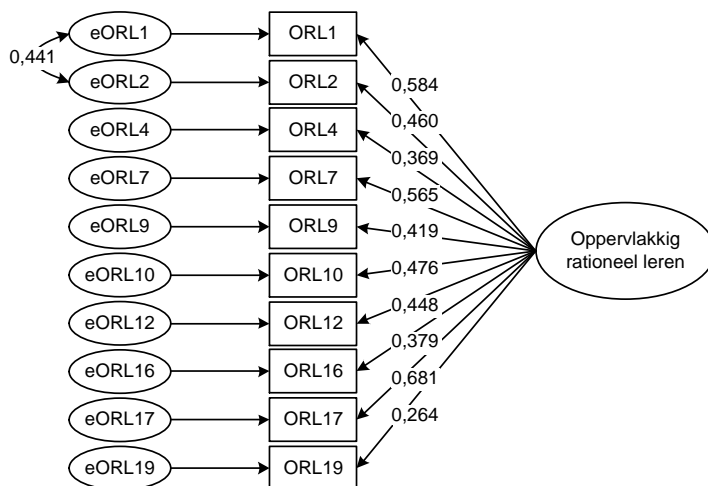 eORL1 ORL1
0,441
eORL2 ORL2
0,584
eORL4 ORL4
0,460
0,369
eORL7 ORL7
0,565
eORL9 ORL9
0,419
Oppervlakkig
rationeel leren
eORL10 ORL10
0,476
eORL12 ORL12
0,448
eORL16 ORL16
0,379
0,681
eORL17 ORL17
0,264
eORL19 ORL19